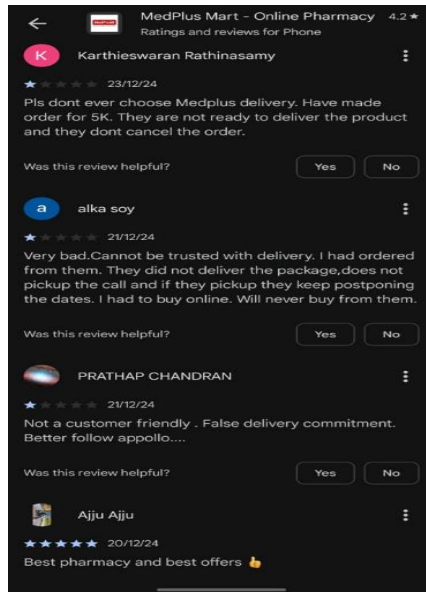 MedPlus Mart - Online Pharmacy 4.2★
Ratings and reviews for Phone
K Karthieswaran Rathinasamy
23/12/24
Pls dont ever choose Medplus delivery. Have made
order for 5K. They are not ready to deliver the product
and they dont cancel the order.
Was this review helpful? Yes No
a alka soy
21/12/24
Very bad.Cannot be trusted with delivery. I had ordered
from them. They did not deliver the package,does not
pickup the call and if they pickup they keep postponing
the dates. I had to buy online. Will never buy from them.
Was this review helpful? Yes No
PRATHAP CHANDRAN
21/12/24
Not a customer friendly . False delivery commitment.
Better follow appollo....
Was this review helpful? Yes No
Ajju Ajju
20/12/24
Best pharmacy and best offers 👍